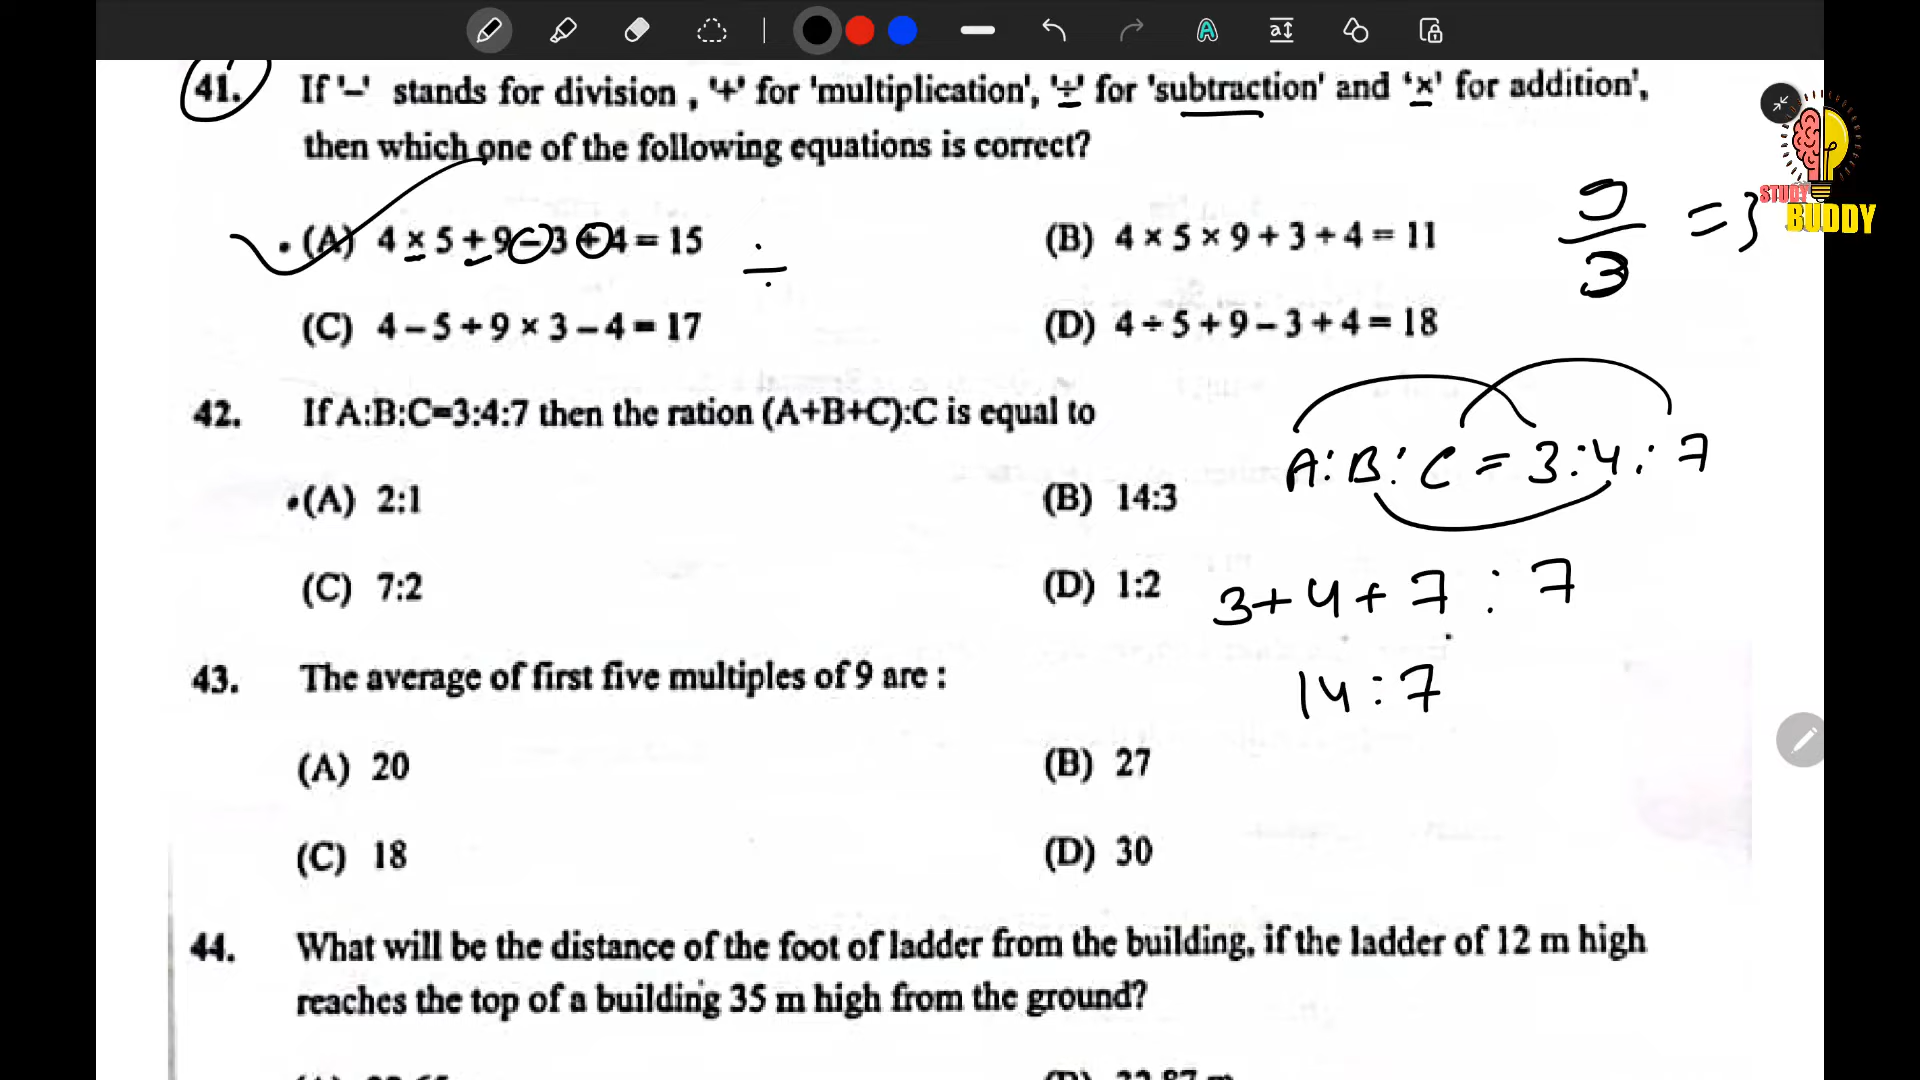 41. If '–' stands for division , '+' for 'multiplication', '÷' for 'subtraction' and '×' for addition',
then which one of the following equations is correct?
(A) 4 × 5 + 9 – 3 ÷ 4 = 15
÷
(B) 4 × 5 × 9 + 3 + 4 = 11
9/3 = 3
STUDY
BUDDY
(C) 4 – 5 + 9 × 3 – 4 = 17
(D) 4 ÷ 5 + 9 – 3 + 4 = 18
42. If A:B:C=3:4:7 then the ration (A+B+C):C is equal to
A:B:C = 3:4:7
(A) 2:1
(B) 14:3
(C) 7:2
(D) 1:2
3+4+7 : 7
14:7
43. The average of first five multiples of 9 are :
(A) 20
(B) 27
(C) 18
(D) 30
44. What will be the distance of the foot of ladder from the building, if the ladder of 12 m high
reaches the top of a building 35 m high from the ground?